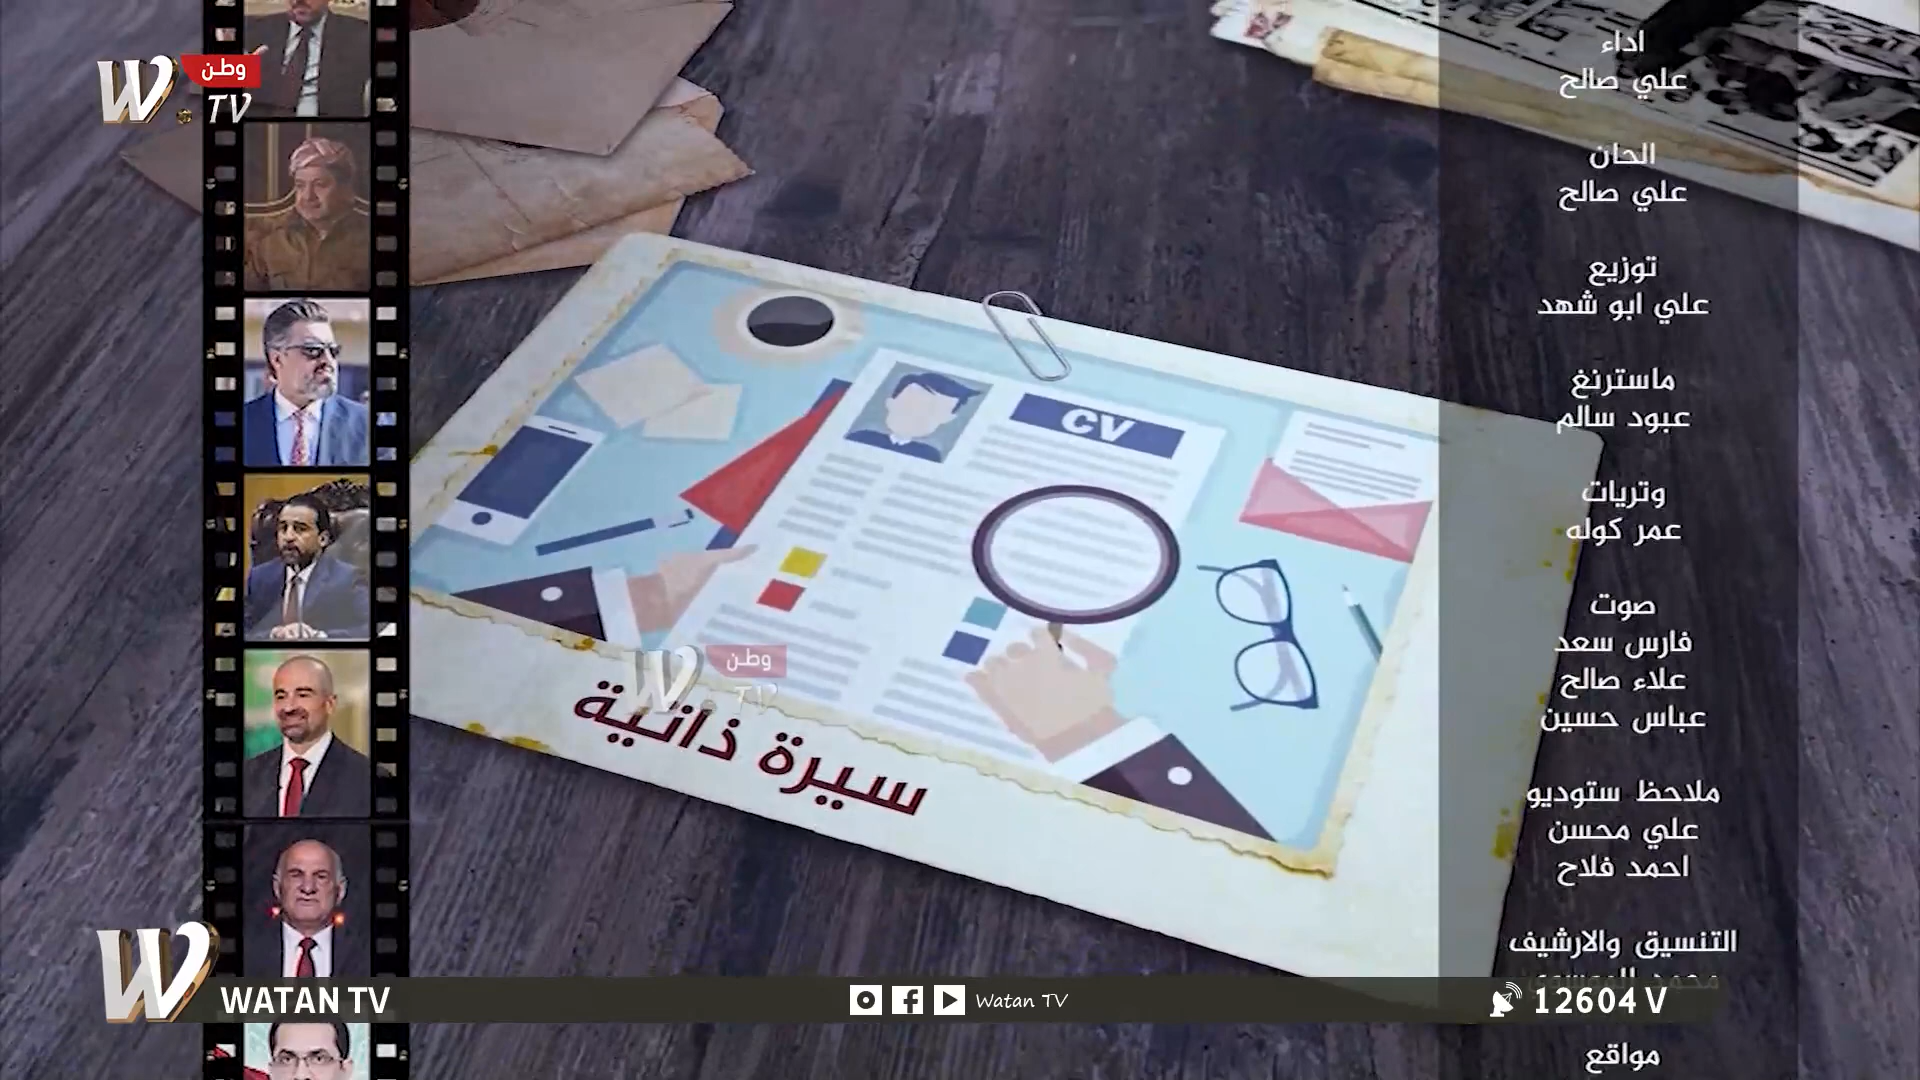 W.
وطن
TV
اداء
علي صالح
الحان
علي صالح
توزيع
علي ابو شهد
ماسترنغ
عبود سالم
وتريات
عمر كوله
صوت
فارس سعد
علاء صالح
عباس حسين
ملاحظ ستوديو
علي محسن
احمد فلاح
التنسيق والارشيف
محمد الموسوي
مواقع
CV
W.
وطن
TV
سيرة ذاتية
W
WATAN TV
Watan TV
12604 V